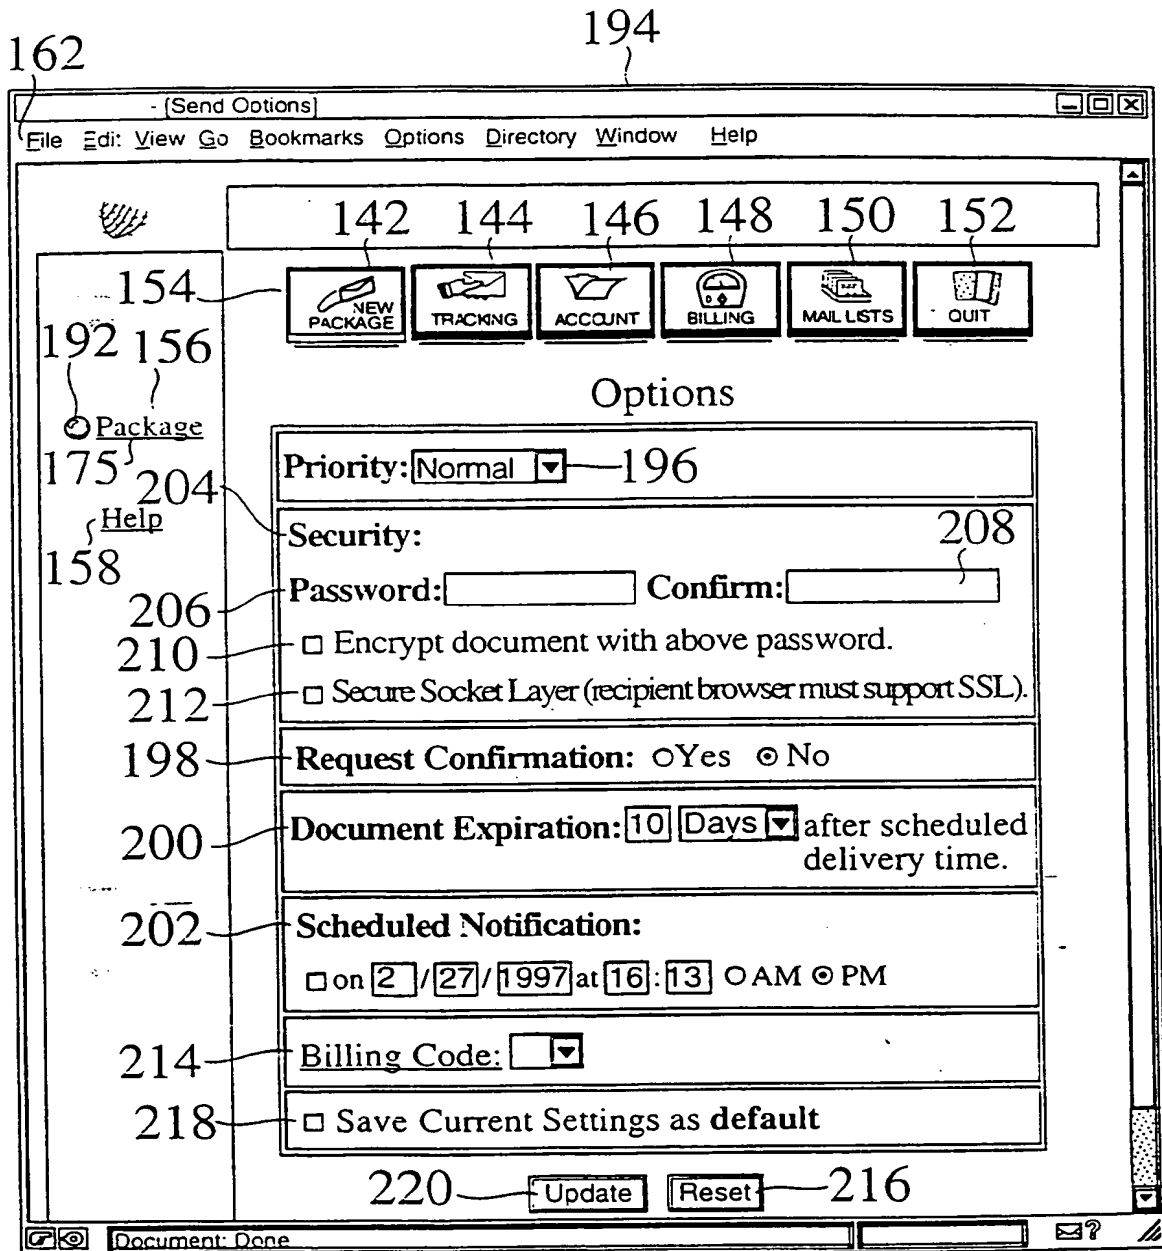 194
162
- [Send Options]
File Edi: View Go Bookmarks Options Directory Window Help
142 144 146 148 150 152
154
NEW PACKAGE TRACKING ACCOUNT BILLING MAIL LISTS QUIT
192 156
Options
Package
175
Priority: Normal 196
204
Help
Security: 208
158
206 Password: Confirm:
210 Encrypt document with above password.
212 Secure Socket Layer (recipient browser must support SSL).
198 Request Confirmation: Yes No
200 Document Expiration: 10 Days after scheduled
delivery time.
202 Scheduled Notification:
on 2 / 27 / 1997 at 16 : 13 AM PM
214 Billing Code:
218 Save Current Settings as default
220 Update Reset 216
Document: Done ?